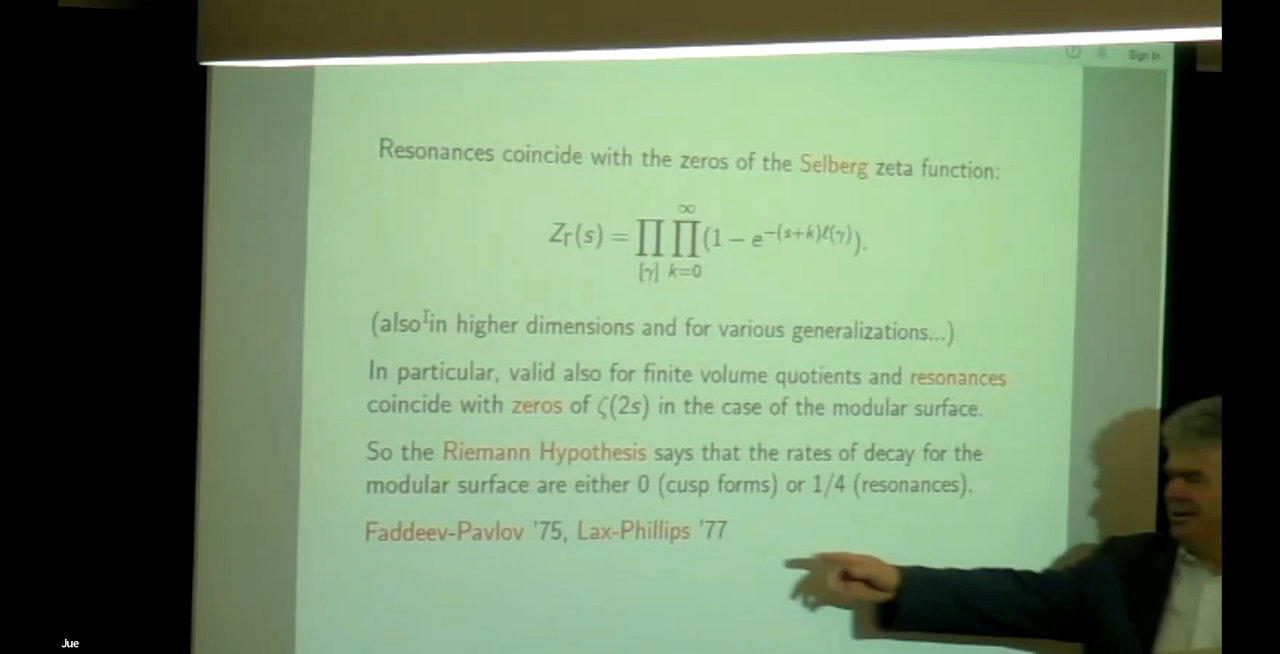 Sign In
Resonances coincide with the zeros of the Selberg zeta function:
Z_Γ(s) = ∏_{[γ]} ∏_{k=0}^{∞} (1 − e^{−(s+k)ℓ(γ)}).
(also in higher dimensions and for various generalizations...)
In particular, valid also for finite volume quotients and resonances
coincide with zeros of ζ(2s) in the case of the modular surface.
So the Riemann Hypothesis says that the rates of decay for the
modular surface are either 0 (cusp forms) or 1/4 (resonances).
Faddeev-Pavlov '75, Lax-Phillips '77
Jue